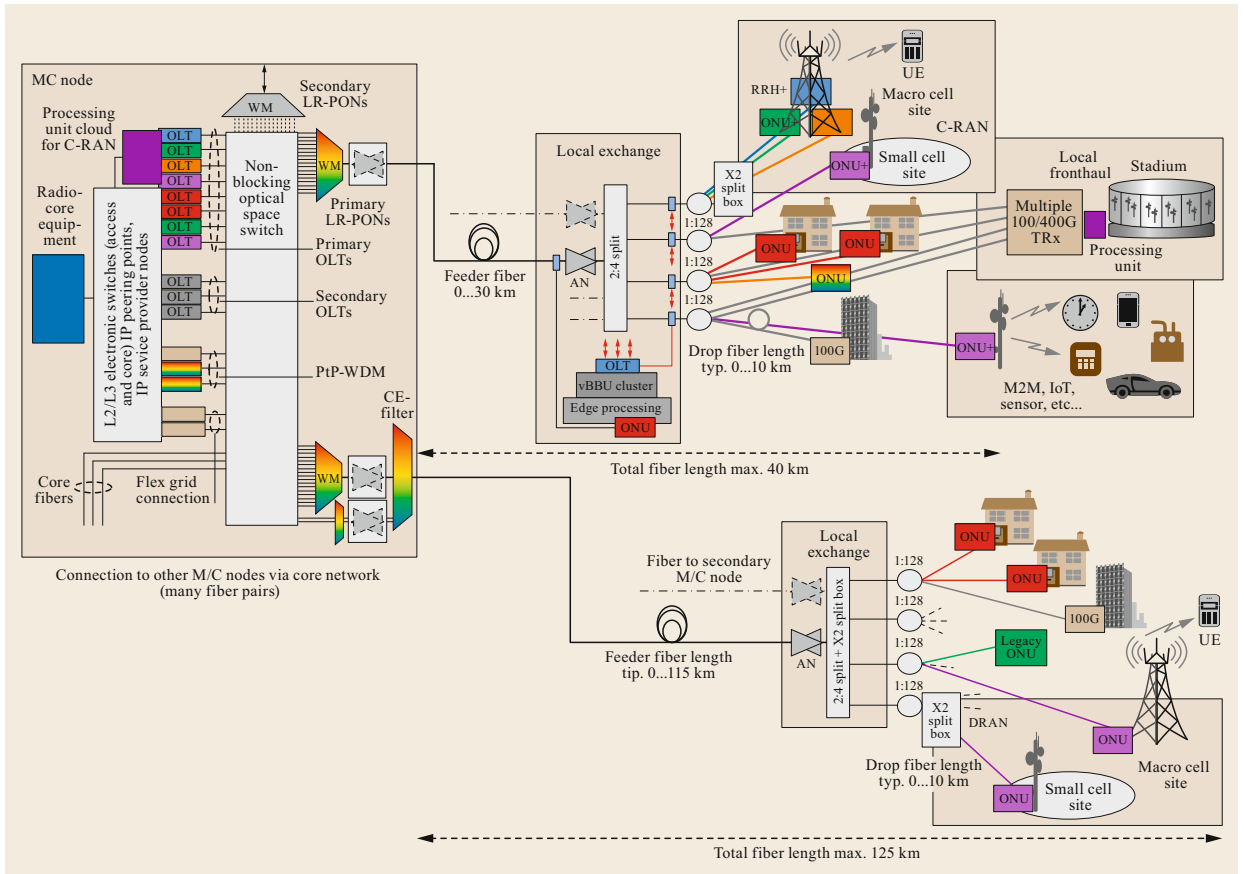 MC node
Processing
unit cloud
for C-RAN
Radio-
core
equip-
ment
L2/L3 electronic switches (access
and core) IP peering points,
IP service provider nodes
OLT
OLT
OLT
OLT
OLT
OLT
OLT
OLT
OLT
OLT
OLT
WM
Secondary
LR-PONs
Non-
blocking
optical
space
switch
WM
Primary
LR-PONs
Primary
OLTs
Secondary
OLTs
PtP-WDM
CE-
filter
WM
Core
fibers
Flex grid
connection
Connection to other M/C nodes via core network
(many fiber pairs)
Feeder fiber
0...30 km
Local exchange
AN
2:4 split
OLT
vBBU cluster
Edge processing
ONU
1:128
1:128
1:128
1:128
X2
split
box
RRH+
ONU+
UE
Macro cell
site
C-RAN
ONU+
Small cell
site
ONU
ONU
ONU
100G
Drop fiber length
typ. 0...10 km
Local
fronthaul
Stadium
Multiple
100/400G
TRx
Processing
unit
ONU+
M2M, IoT,
sensor, etc...
Total fiber length max. 40 km
Fiber to secondary
M/C node
Feeder fiber length
tip. 0...115 km
Local
exchange
AN
2:4 split + X2 split box
1:128
1:128
1:128
1:128
ONU
ONU
100G
Legacy
ONU
UE
X2
split
box
DRAN
ONU
Macro cell
site
Drop fiber length
typ. 0...10 km
ONU
Small cell
site
Total fiber length max. 125 km